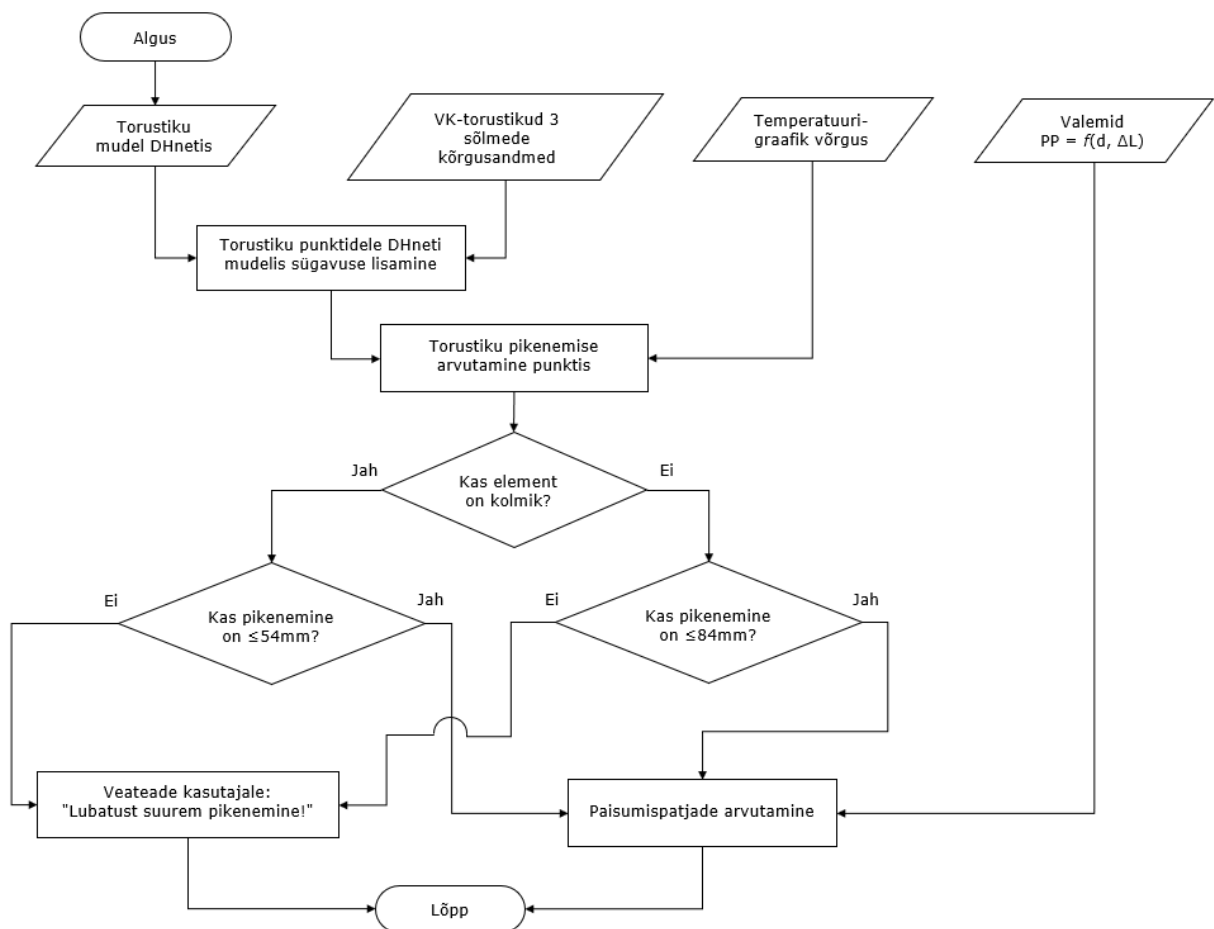 Algus
Torustiku
mudel DHnetis
VK-torustikud 3
sõlmede
kõrgusandmed
Temperatuuri-
graafik võrgus
Valemid
PP = f(d, ΔL)
Torustiku punktidele DHneti
mudelis sügavuse lisamine
Torustiku pikenemise
arvutamine punktis
Jah
Ei
Kas element
on kolmik?
Ei
Jah
Kas pikenemine
on ≤54mm?
Ei
Jah
Kas pikenemine
on ≤84mm?
Veateade kasutajale:
"Lubatust suurem pikenemine!"
Paisumispatjade arvutamine
Lõpp